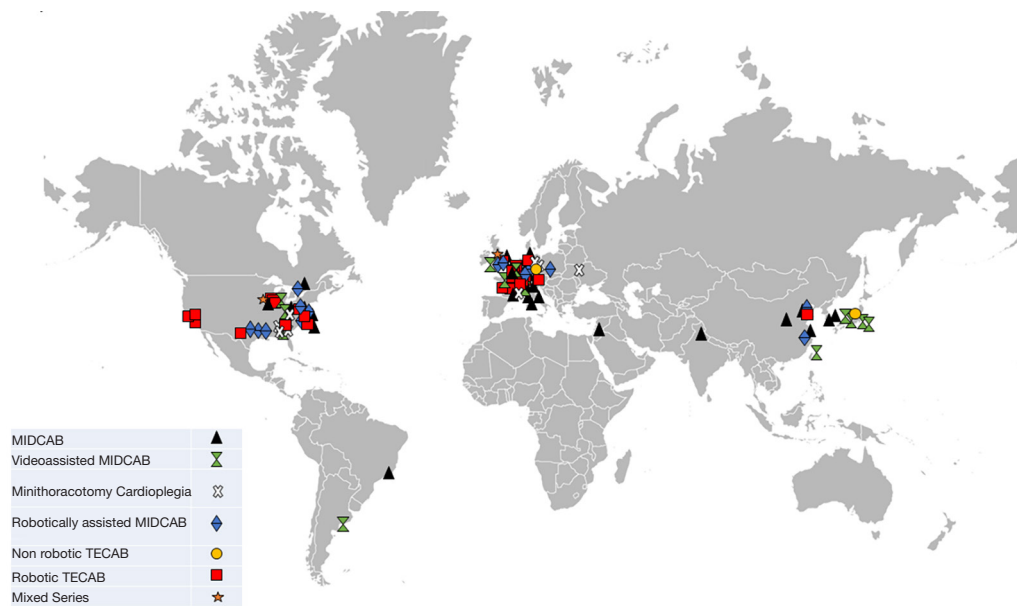 MIDCAB
Videoassisted MIDCAB
Minithoracotomy Cardioplegia
Robotically assisted MIDCAB
Non robotic TECAB
Robotic TECAB
Mixed Series